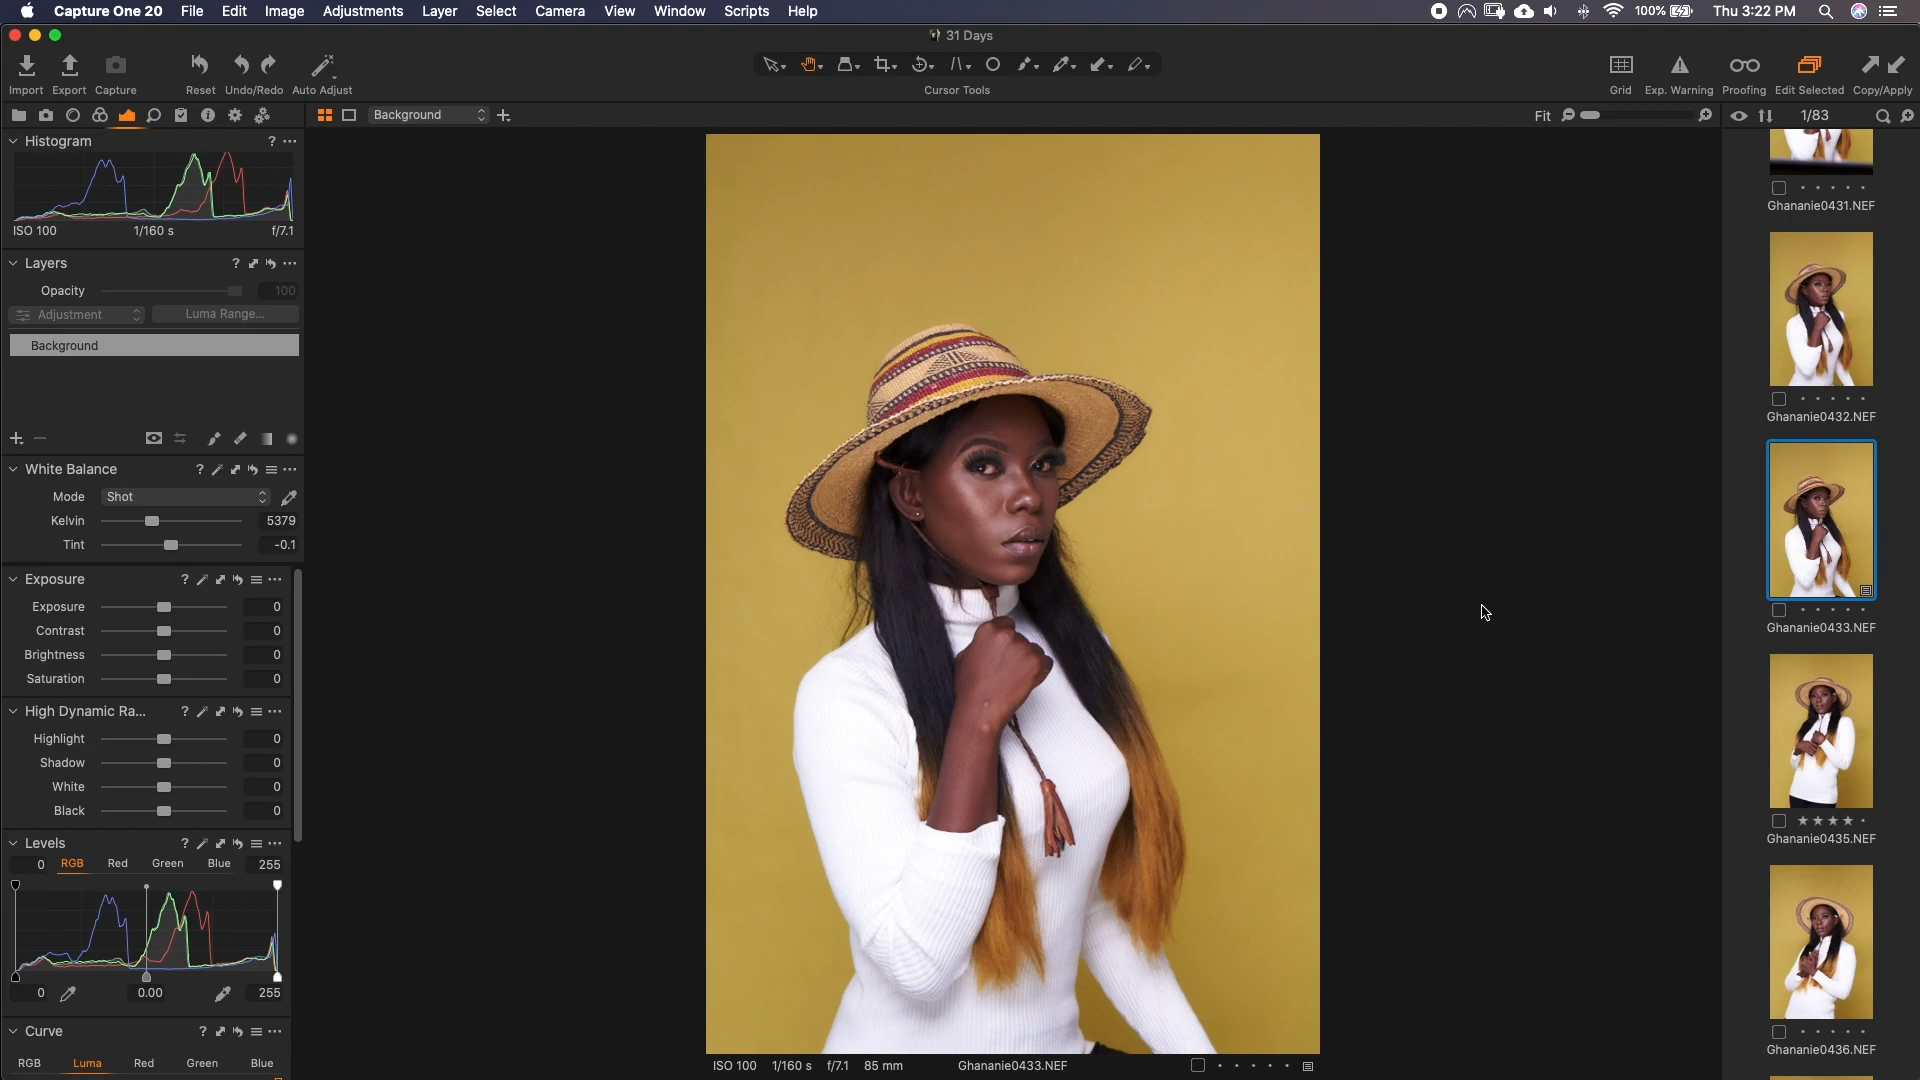 Capture One 20 File Edit Image Adjustments Layer Select Camera View Window Scripts Help 100% Thu 3:22 PM
31 Days
Import Export Capture Reset Undo/Redo Auto Adjust Cursor Tools Grid Exp. Warning Proofing Edit Selected Copy/Apply
Background Fit 1/83
Histogram ?
ISO 100 1/160 s f/7.1
Layers ?
Opacity 100
Adjustment Luma Range...
Background
White Balance ?
Mode Shot
Kelvin 5379
Tint -0.1
Exposure ?
Exposure 0
Contrast 0
Brightness 0
Saturation 0
High Dynamic Ra... ?
Highlight 0
Shadow 0
White 0
Black 0
Levels ?
0 RGB Red Green Blue 255
0 0.00 255
Curve ?
RGB Luma Red Green Blue
ISO 100 1/160 s f/7.1 85 mm Ghananie0433.NEF
Ghananie0431.NEF
Ghananie0432.NEF
Ghananie0433.NEF
Ghananie0435.NEF
Ghananie0436.NEF